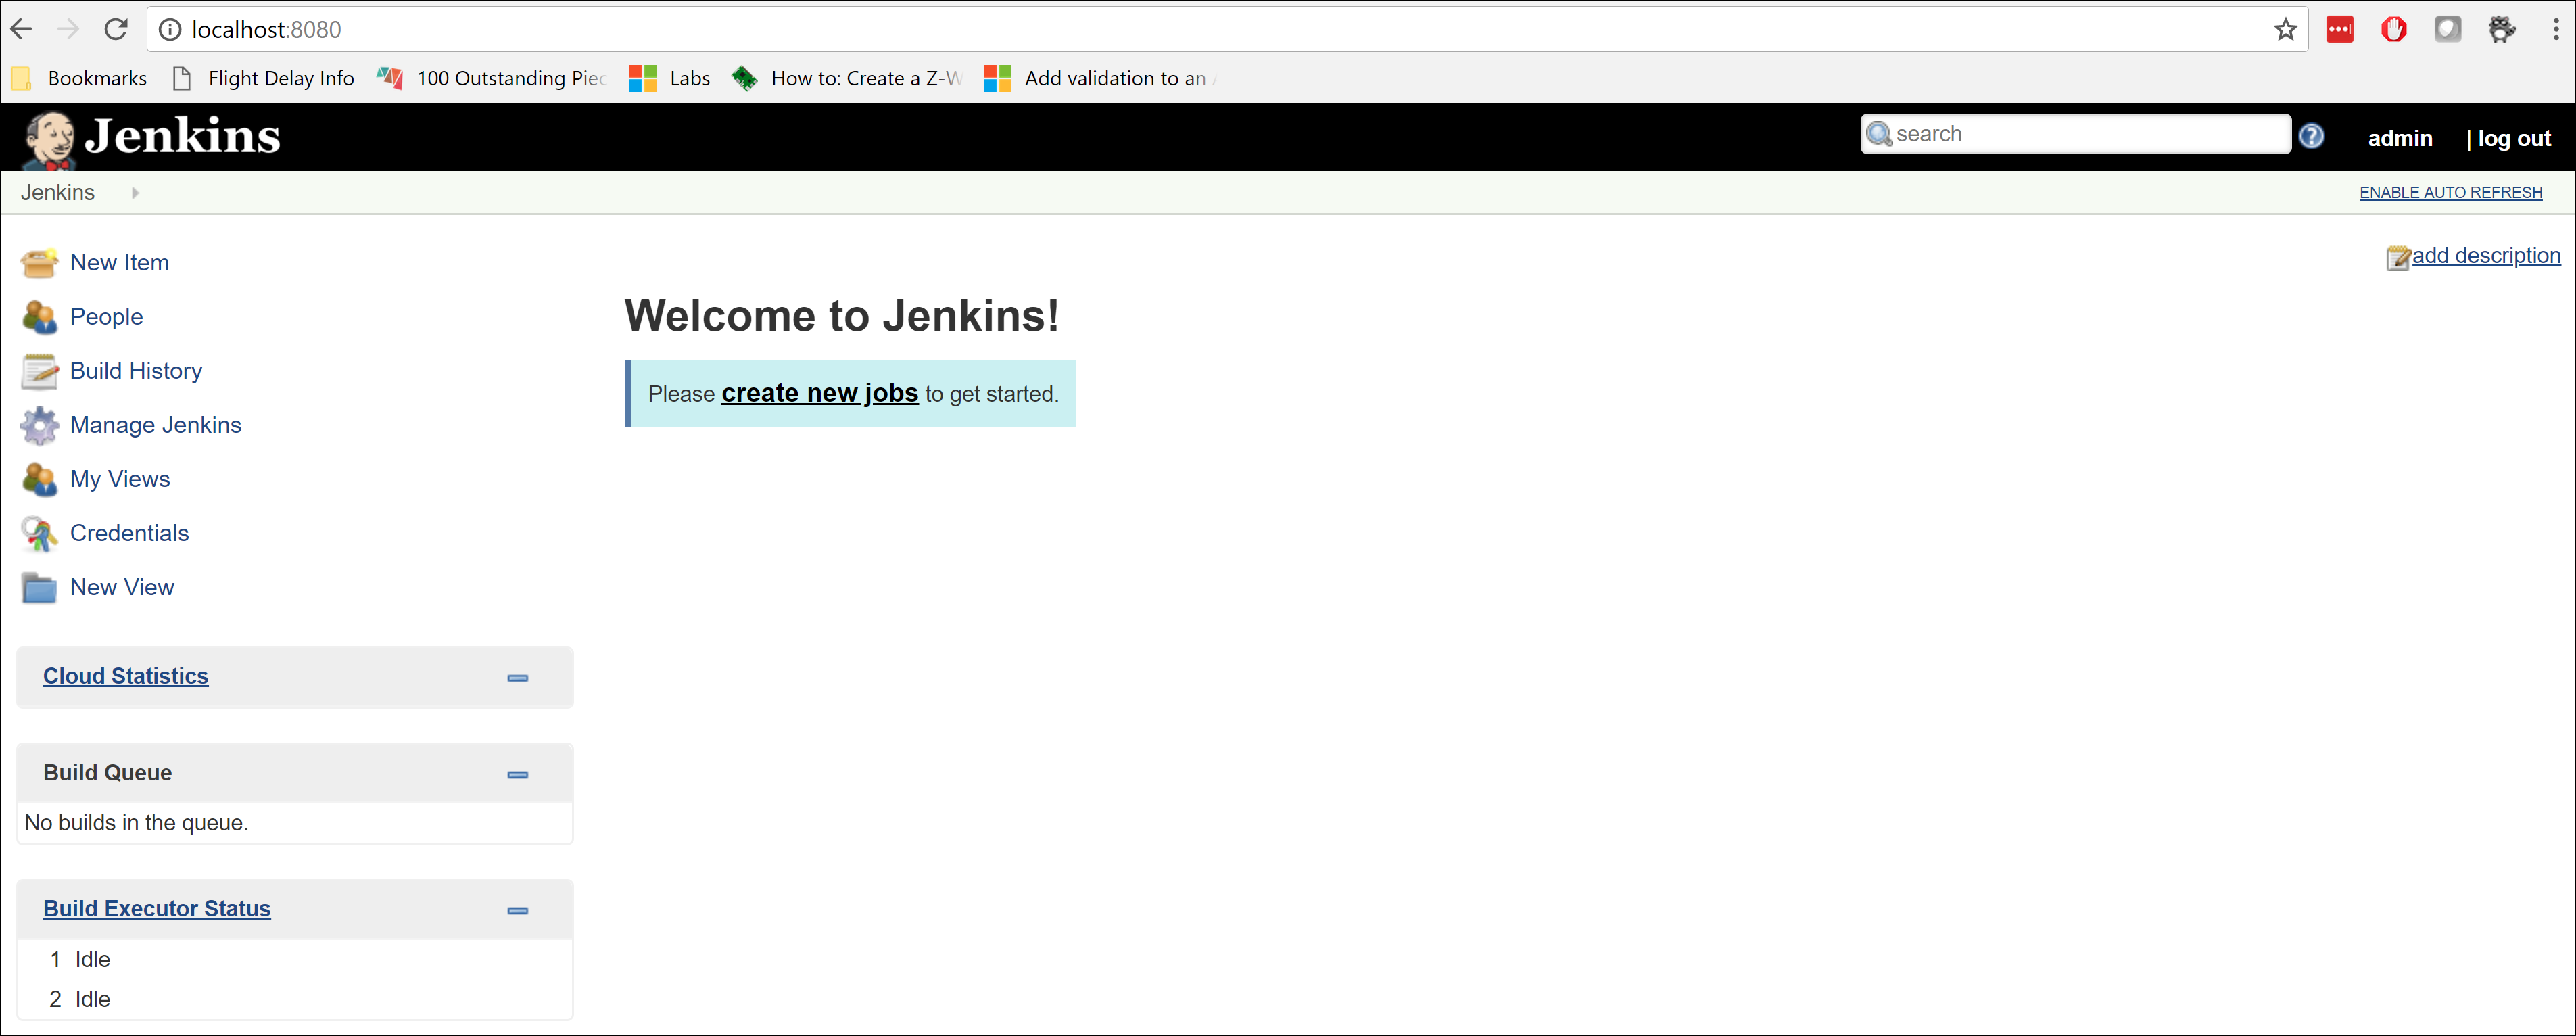 localhost:8080
Bookmarks Flight Delay Info 100 Outstanding Piec Labs How to: Create a Z-W Add validation to an
Jenkins search ? admin | log out
Jenkins ENABLE AUTO REFRESH
add description
New Item
People
Build History
Manage Jenkins
My Views
Credentials
New View
Welcome to Jenkins!
Please create new jobs to get started.
Cloud Statistics
Build Queue
No builds in the queue.
Build Executor Status
1 Idle
2 Idle